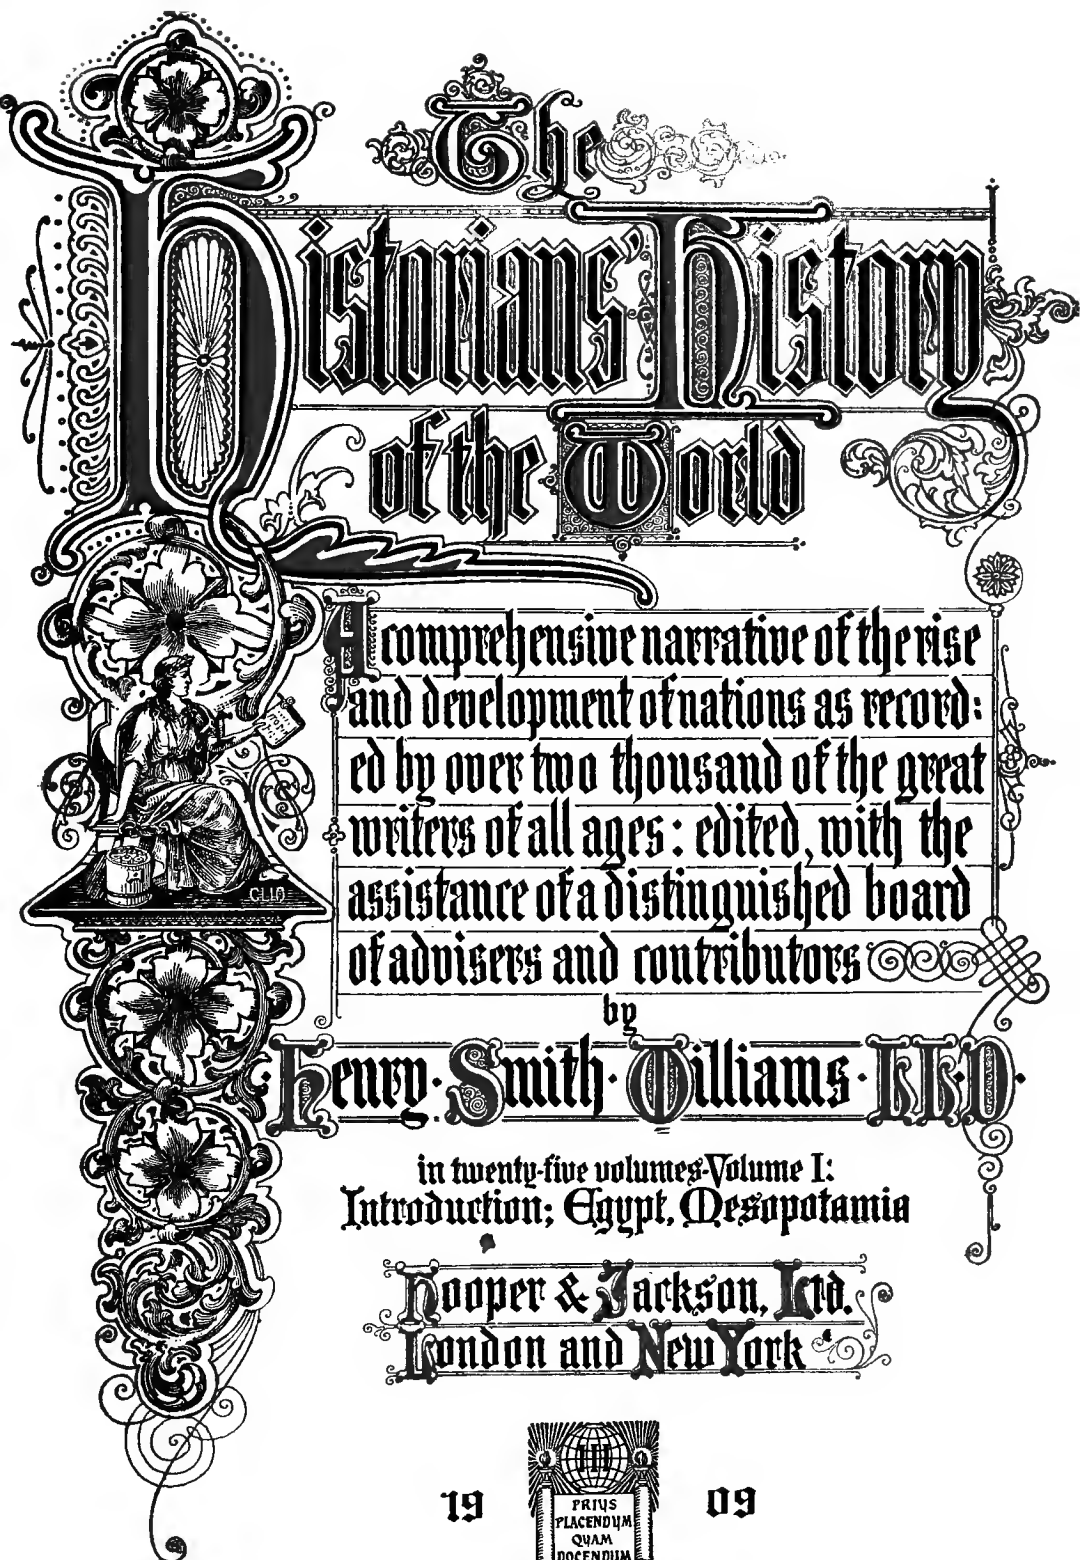 The
Historians' History
of the World
A comprehensive narrative of the rise
and development of nations as record:
ed by over two thousand of the great
writers of all ages: edited, with the
assistance of a distinguished board
of advisers and contributors
by
Henry · Smith · Williams · LL·D·
in twenty-five volumes-Volume I:
Introduction; Egypt, Mesopotamia
Hooper & Jackson, Ltd.
London and New York
19 09
CLIO
HH
PRIUS
PLACENDUM
QUAM
DOCENDUM